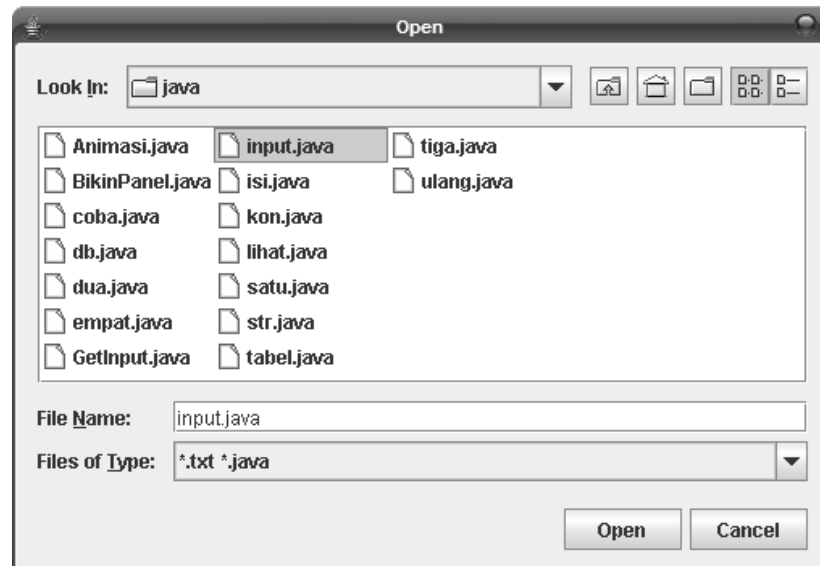 Open
Look In: java
Animasi.java input.java tiga.java
BikinPanel.java isi.java ulang.java
coba.java kon.java
db.java lihat.java
dua.java satu.java
empat.java str.java
GetInput.java tabel.java
File Name: input.java
Files of Type: *.txt *.java
Open Cancel